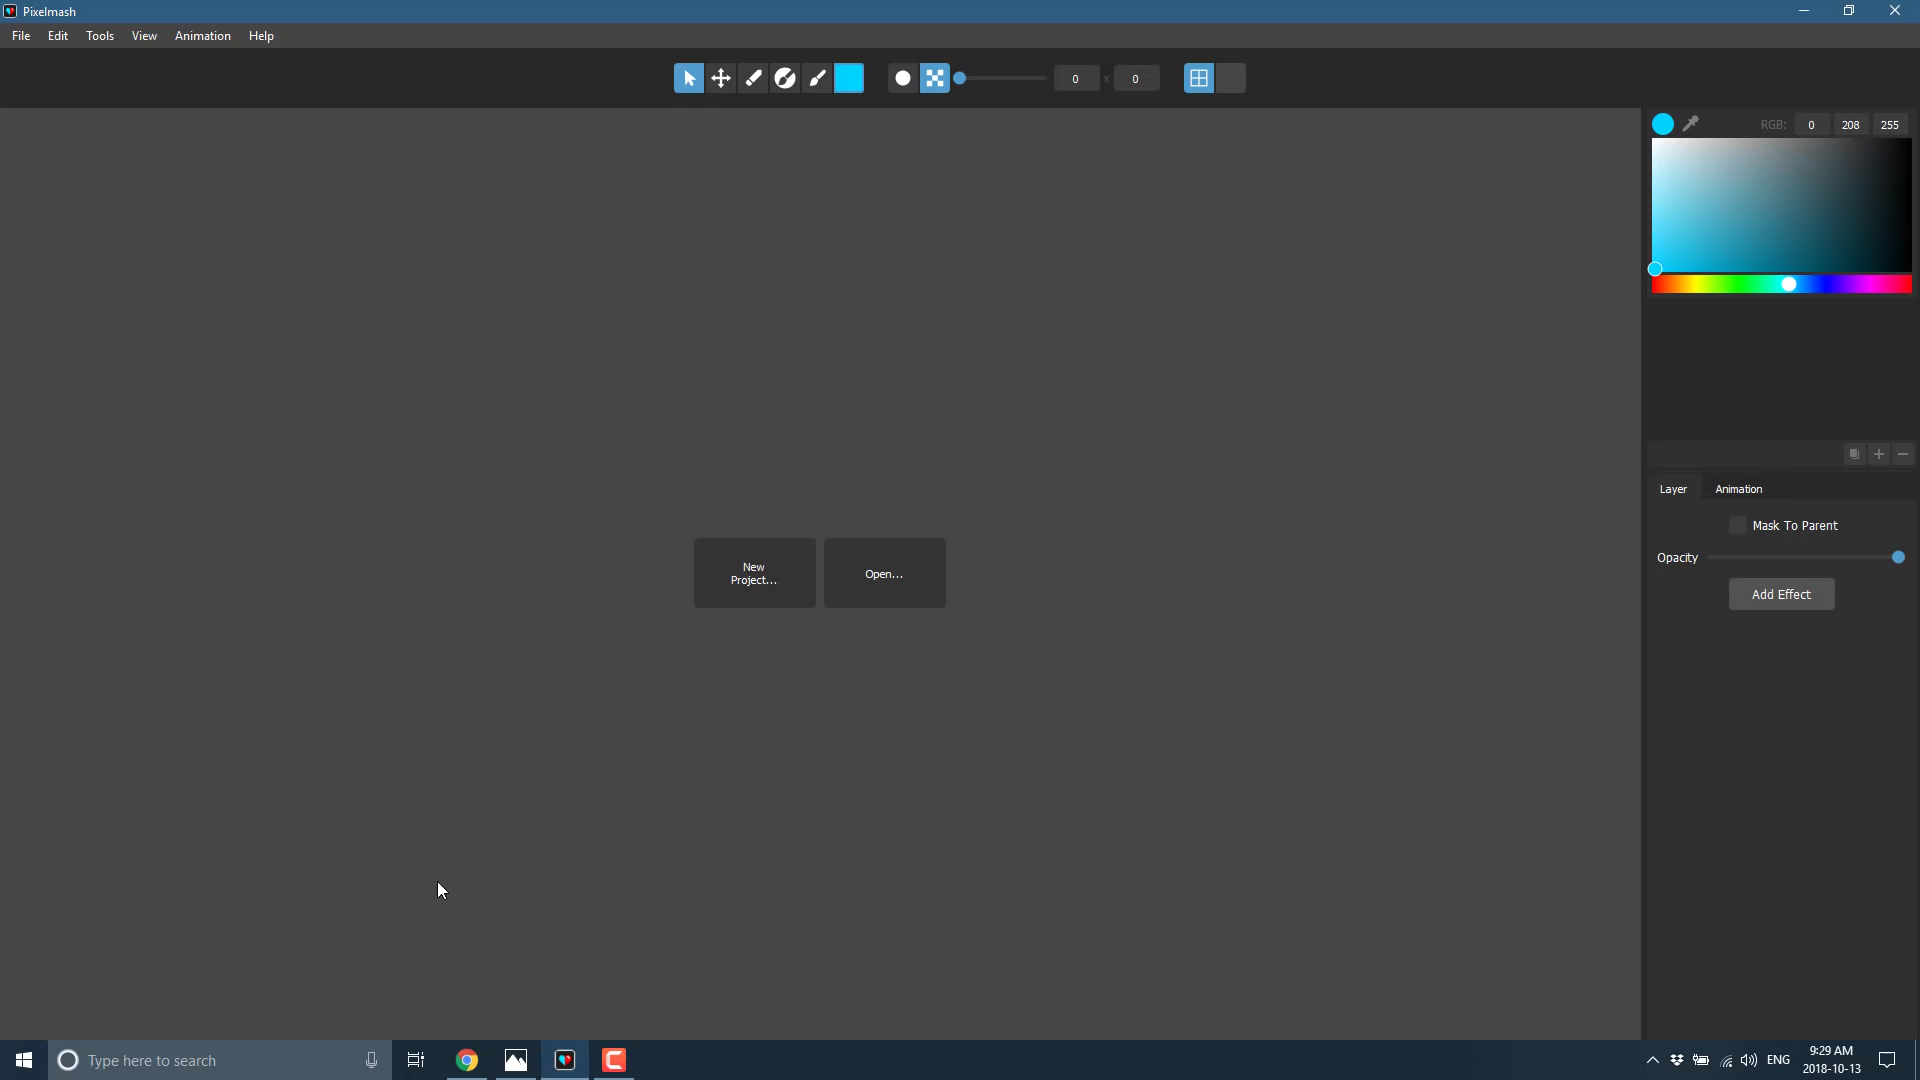 Pixelmash
File Edit Tools View Animation Help
0 x 0
RGB: 0 208 255
New
Project...
Open...
Layer Animation
Mask To Parent
Opacity
Add Effect
Type here to search
ENG
9:29 AM
2018-10-13